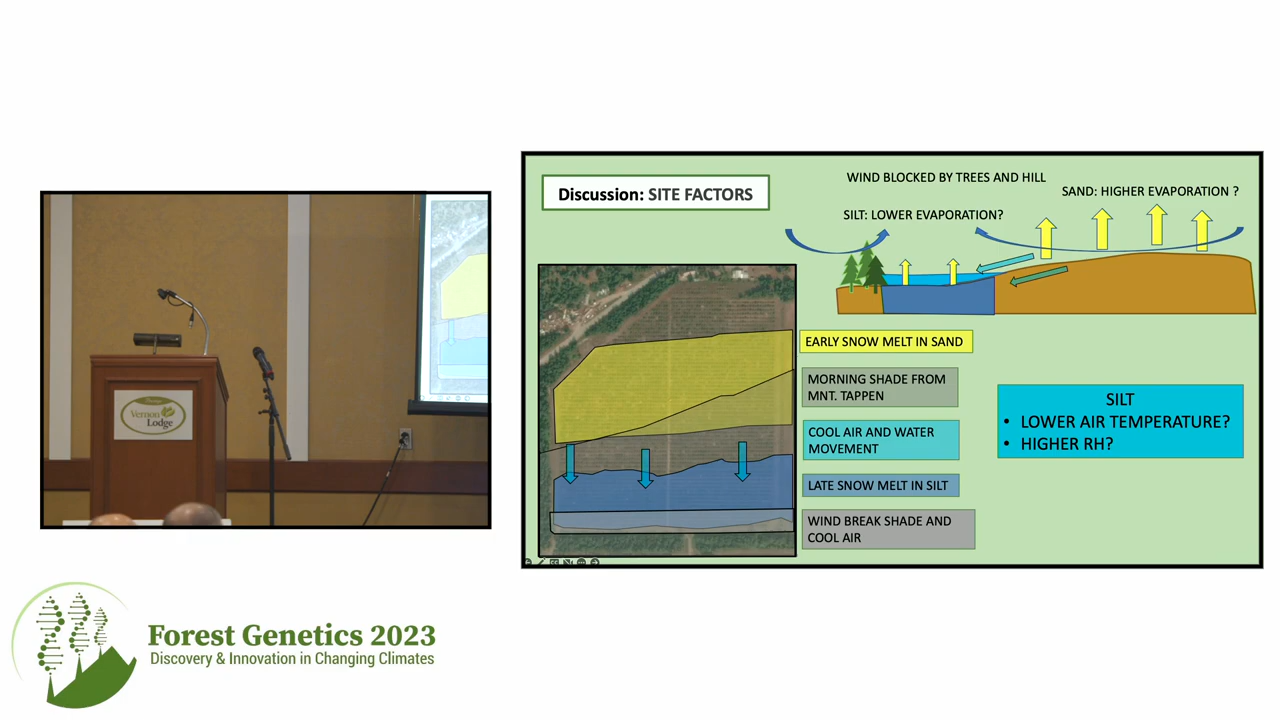 Discussion: SITE FACTORS
WIND BLOCKED BY TREES AND HILL
SAND: HIGHER EVAPORATION ?
SILT: LOWER EVAPORATION?
EARLY SNOW MELT IN SAND
MORNING SHADE FROM
MNT. TAPPEN
COOL AIR AND WATER
MOVEMENT
LATE SNOW MELT IN SILT
WIND BREAK SHADE AND
COOL AIR
SILT
• LOWER AIR TEMPERATURE?
• HIGHER RH?
Vernon
Lodge
Forest Genetics 2023
Discovery & Innovation in Changing Climates